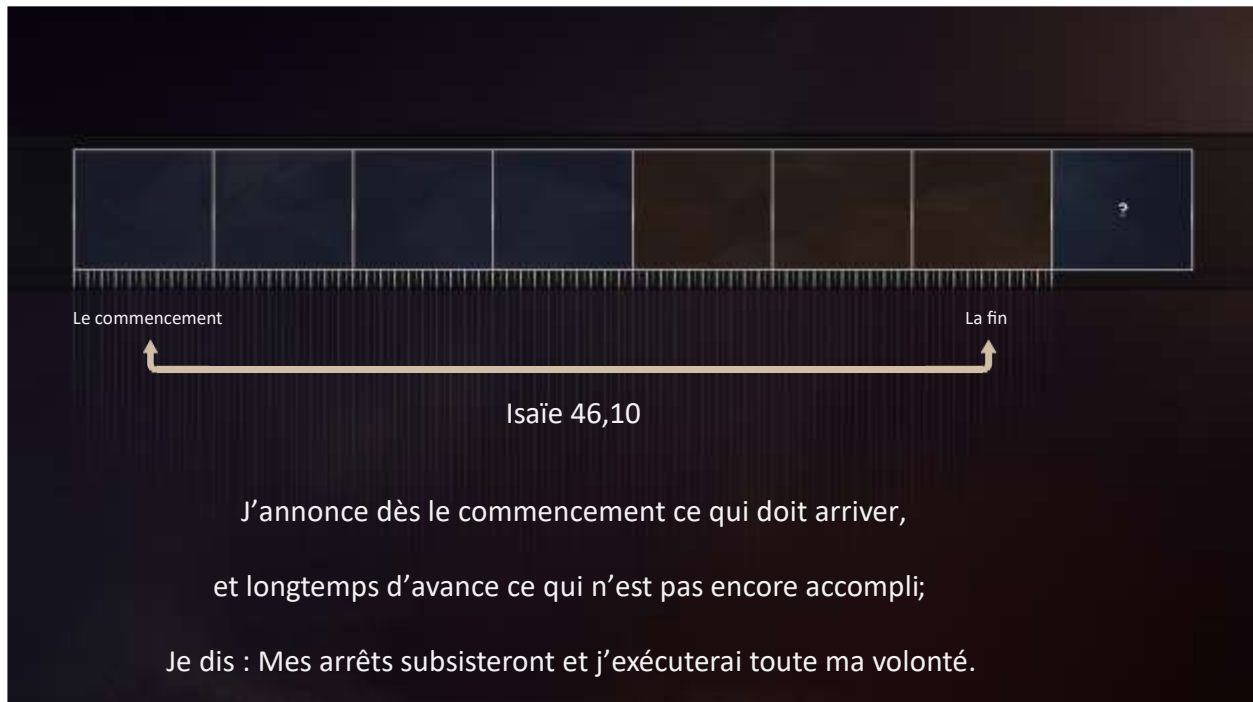 ?
Le commencement
La fin
Isaïe 46,10
J’annonce dès le commencement ce qui doit arriver,
et longtemps d’avance ce qui n’est pas encore accompli;
Je dis : Mes arrêts subsisteront et j’exécuterai toute ma volonté.